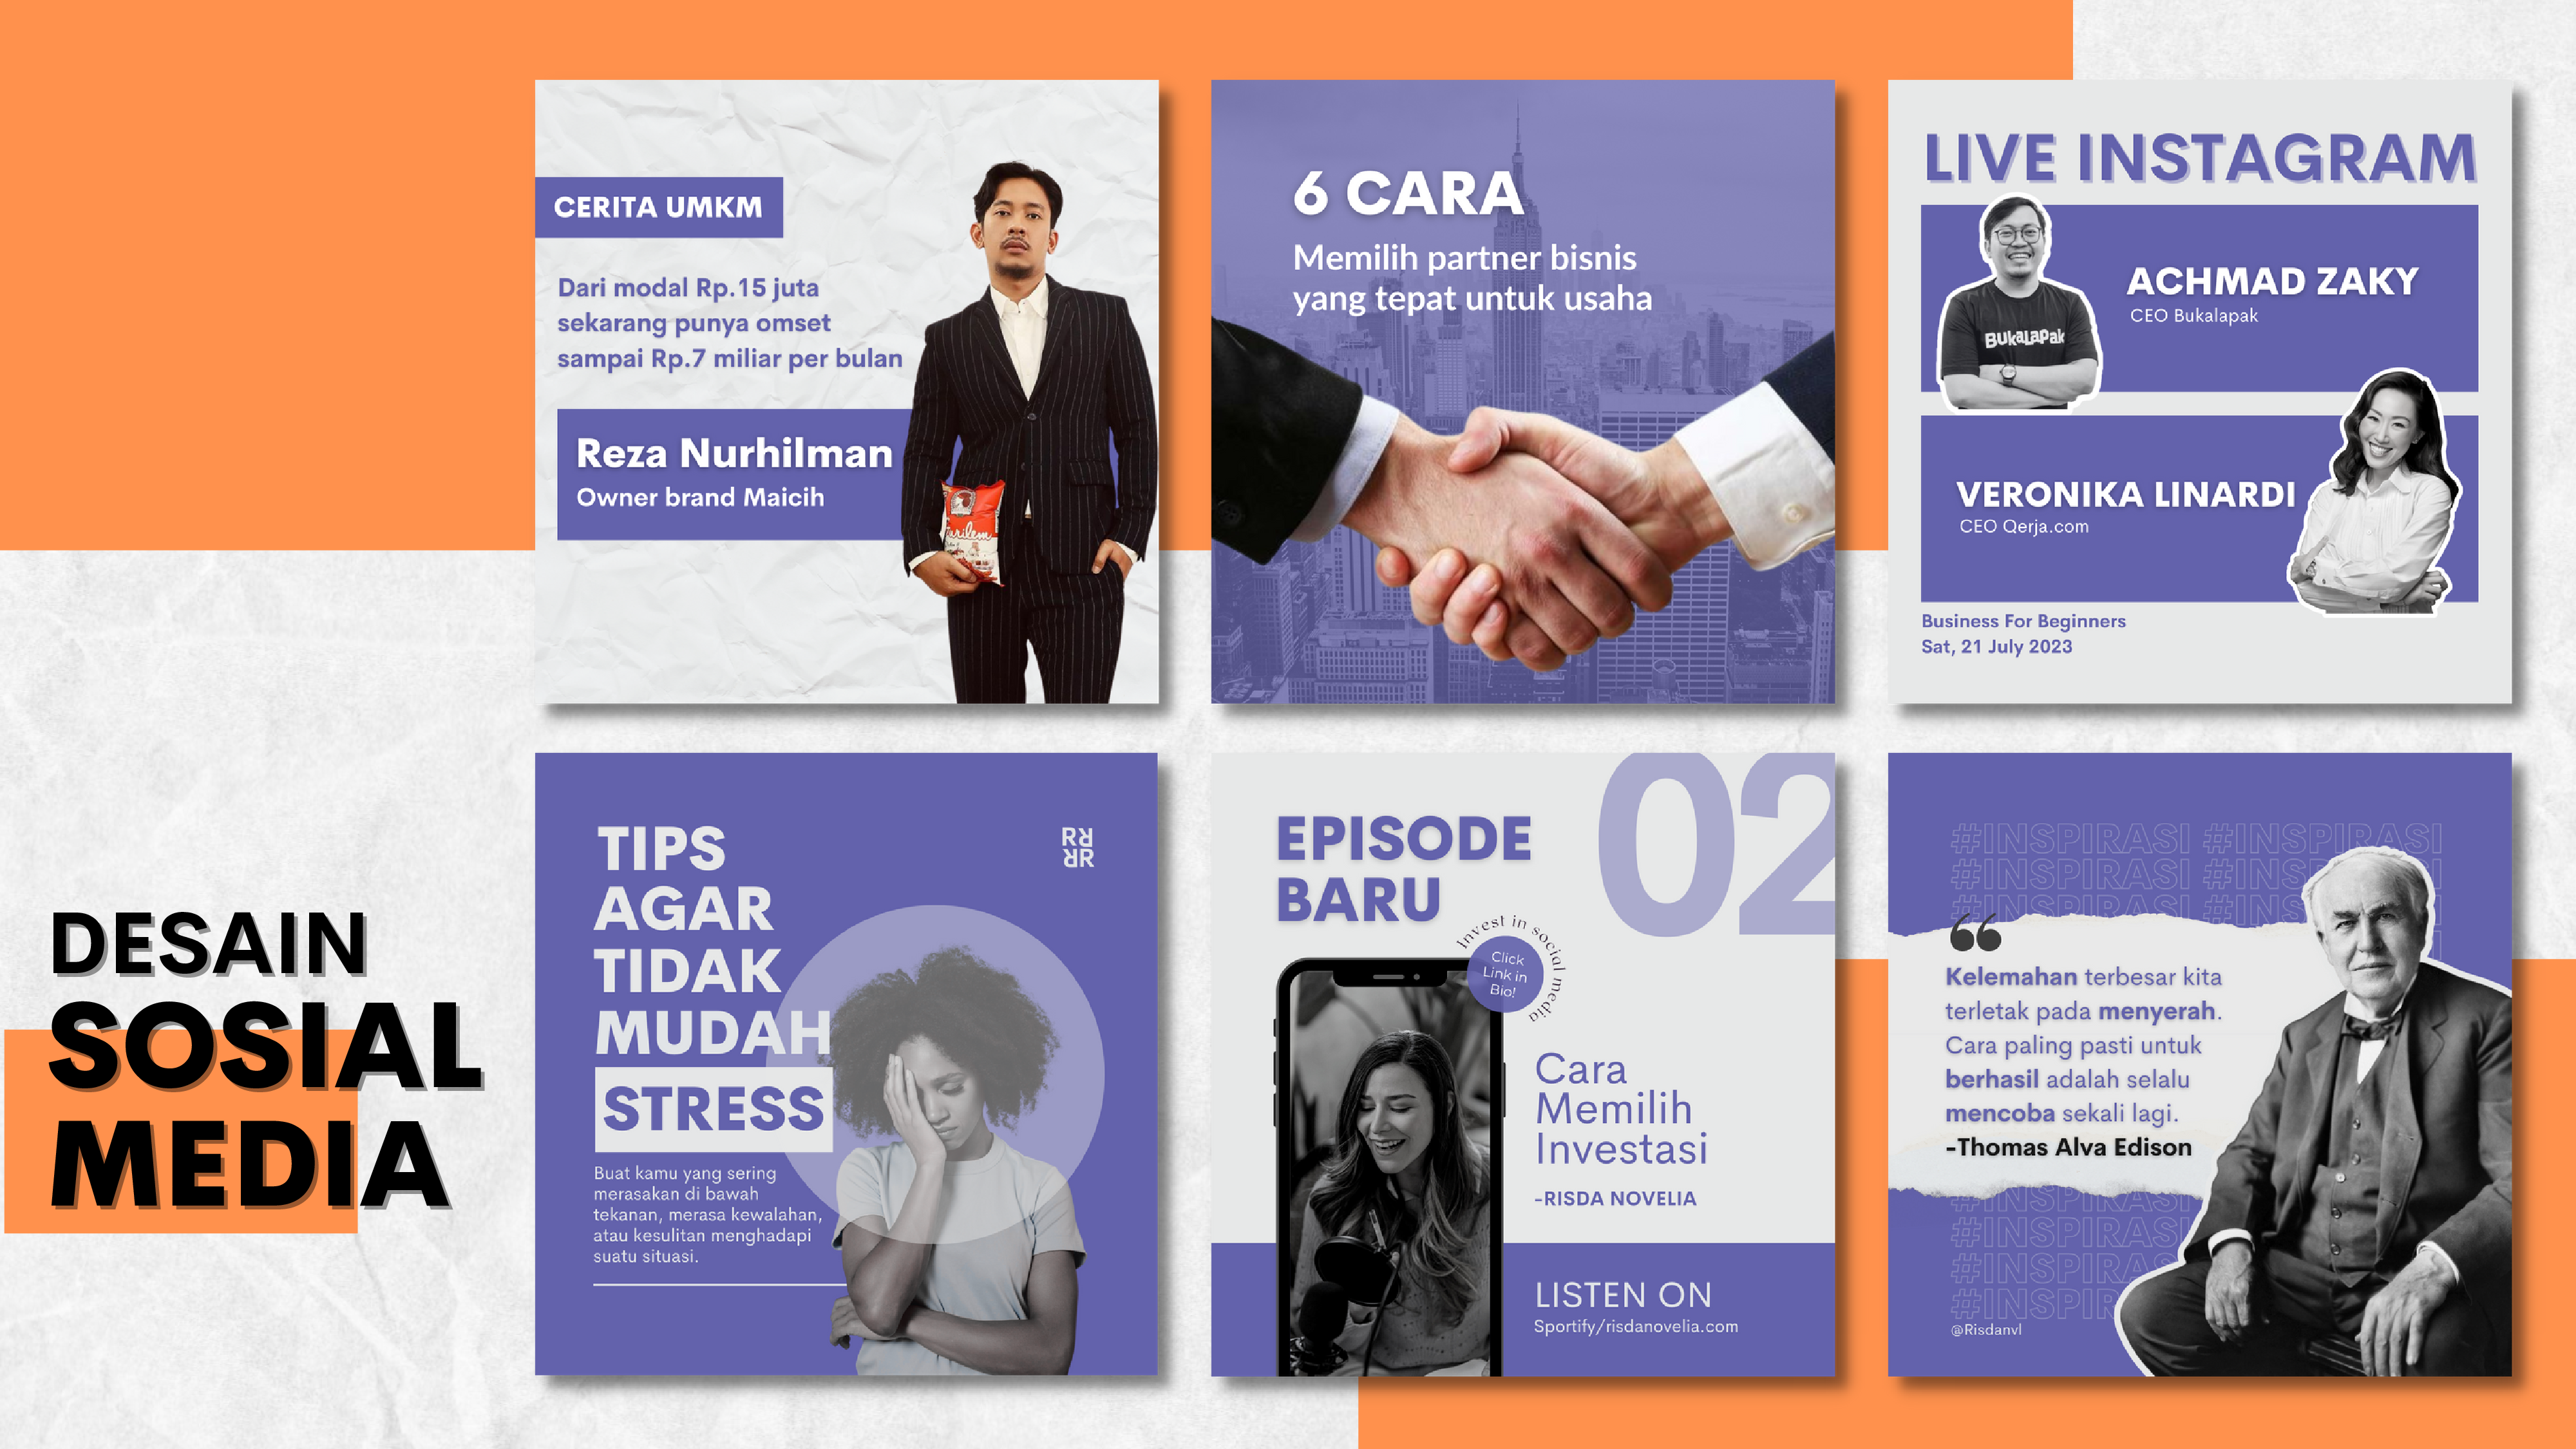 DESAIN
SOSIAL
MEDIA
CERITA UMKM
Dari modal Rp.15 juta
sekarang punya omset
sampai Rp.7 miliar per bulan
Reza Nurhilman
Owner brand Maicih
6 CARA
Memilih partner bisnis
yang tepat untuk usaha
LIVE INSTAGRAM
BUKALAPAK
ACHMAD ZAKY
CEO Bukalapak
VERONIKA LINARDI
CEO Qerja.com
Business For Beginners
Sat, 21 July 2023
TIPS
AGAR
TIDAK
MUDAH
STRESS
Buat kamu yang sering
merasakan di bawah
tekanan, merasa kewalahan,
atau kesulitan menghadapi
suatu situasi.
02
EPISODE
BARU
Invest in social media
Click
Link in
Bio!
Cara
Memilih
Investasi
-RISDA NOVELIA
LISTEN ON
Sportify/risdanovelia.com
#INSPIRASI #INSPIRASI
#INSPIRASI #INS
#INSPIRASI #INS
“
Kelemahan terbesar kita
terletak pada menyerah.
Cara paling pasti untuk
berhasil adalah selalu
mencoba sekali lagi.
-Thomas Alva Edison
#INSPIRASI
#INSPIRASI
#INSPIRAS
#INSPIR
@Risdanvl